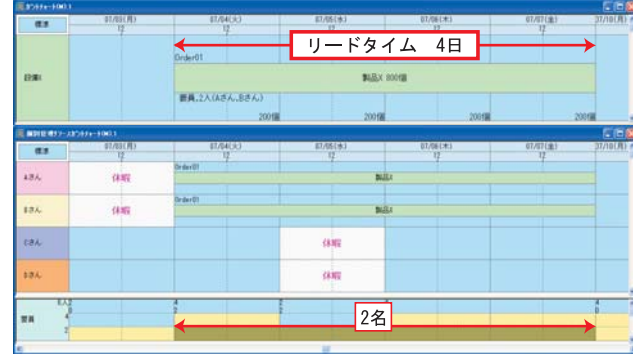 標準
07/03(月)
07/04(火)
07/05(水)
07/06(木)
07/07(金)
12
12
12
12
12
リードタイム 4日
Order01
製品X 800個
要員,2人(Aさん,Bさん)
200個
200個
200個
200個
標準
07/03(月)
07/04(火)
07/05(水)
07/06(木)
07/07(金)
12
12
12
12
12
Aさん
休暇
Order01
製品X
Bさん
休暇
Order01
製品X
Cさん
休暇
休暇
要員
4
2
2名